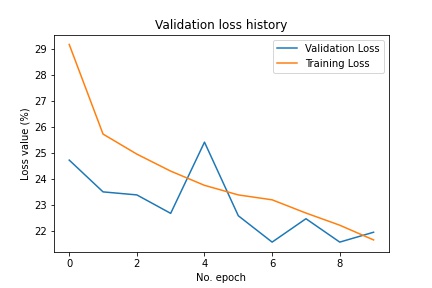 Validation loss history
Validation Loss
Training Loss
Loss value (%)
29
28
27
26
25
24
23
22
0
2
4
6
8
No. epoch